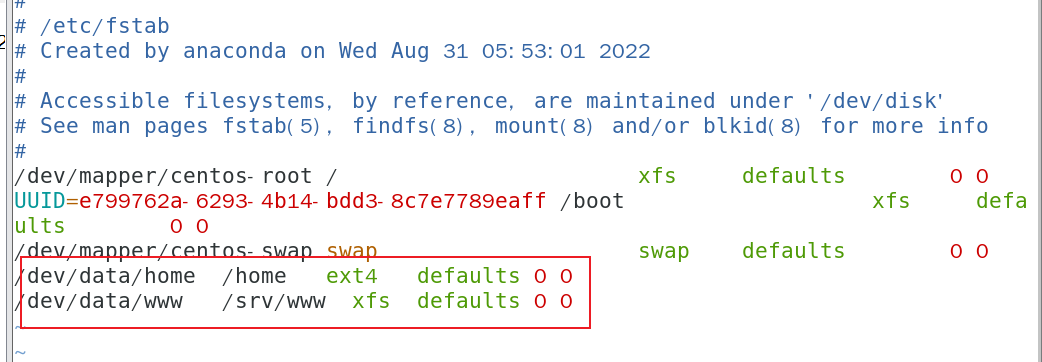 #
# /etc/fstab
# Created by anaconda on Wed Aug 31 05:53:01 2022
#
# Accessible filesystems, by reference, are maintained under '/dev/disk'
# See man pages fstab(5), findfs(8), mount(8) and/or blkid(8) for more info
#
/dev/mapper/centos-root / xfs defaults 0 0
UUID=e799762a-6293-4b14-bdd3-8c7e7789eaff /boot xfs defa
ults 0 0
/dev/mapper/centos-swap swap swap defaults 0 0
/dev/data/home /home ext4 defaults 0 0
/dev/data/www /srv/www xfs defaults 0 0
~
~